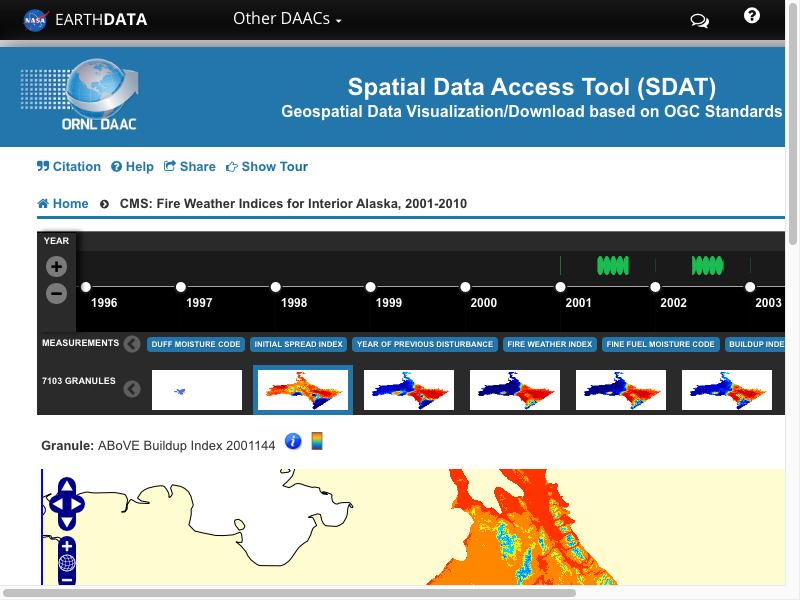 NASA EARTHDATA Other DAACs
ORNL DAAC
Spatial Data Access Tool (SDAT)
Geospatial Data Visualization/Download based on OGC Standards
Citation Help Share Show Tour
Home CMS: Fire Weather Indices for Interior Alaska, 2001-2010
YEAR
1996 1997 1998 1999 2000 2001 2002 2003
MEASUREMENTS DUFF MOISTURE CODE INITIAL SPREAD INDEX YEAR OF PREVIOUS DISTURBANCE FIRE WEATHER INDEX FINE FUEL MOISTURE CODE BUILDUP INDE
7103 GRANULES
Granule: ABoVE Buildup Index 2001144